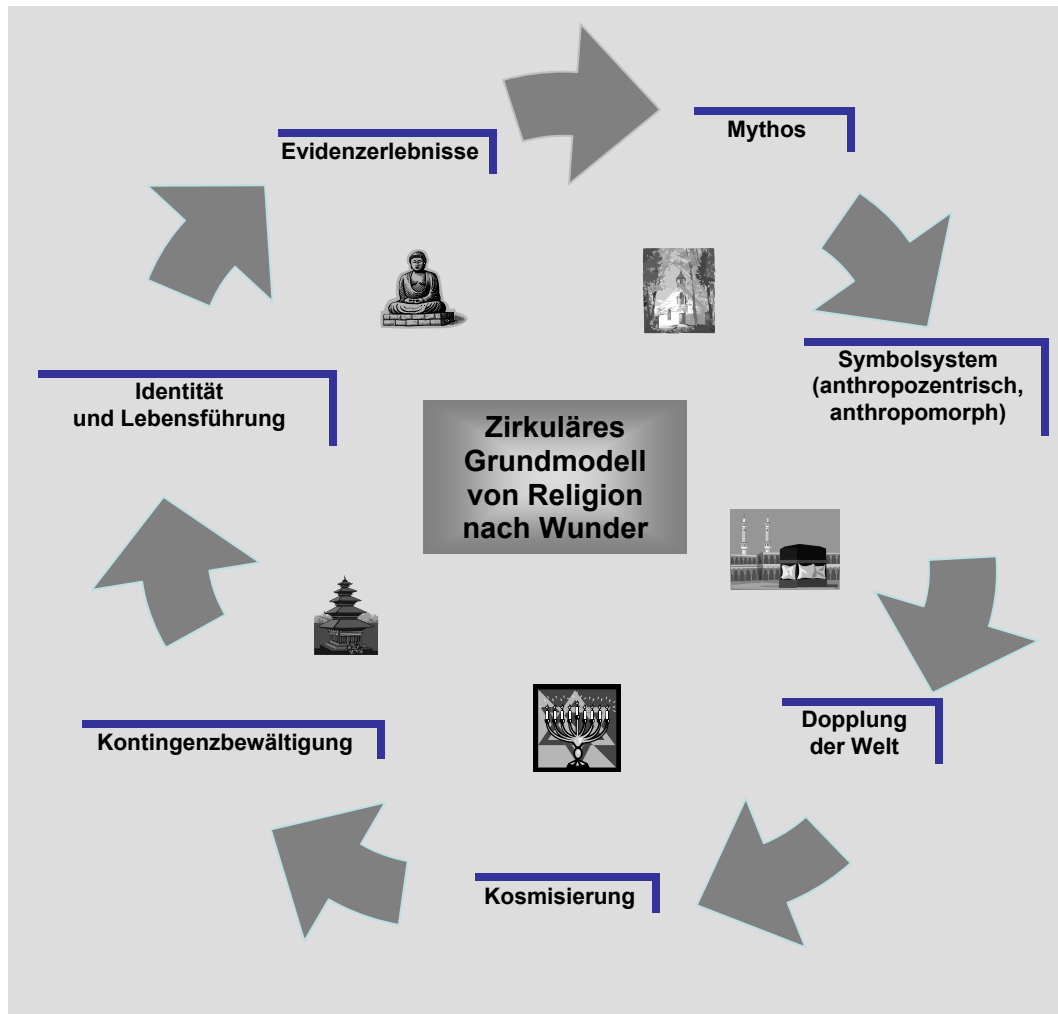 Mythos
Evidenzerlebnisse
Symbolsystem
(anthropozentrisch,
anthropomorph)
Identität
und Lebensführung
Zirkuläres
Grundmodell
von Religion
nach Wunder
Dopplung
der Welt
Kontingenzbewältigung
Kosmisierung